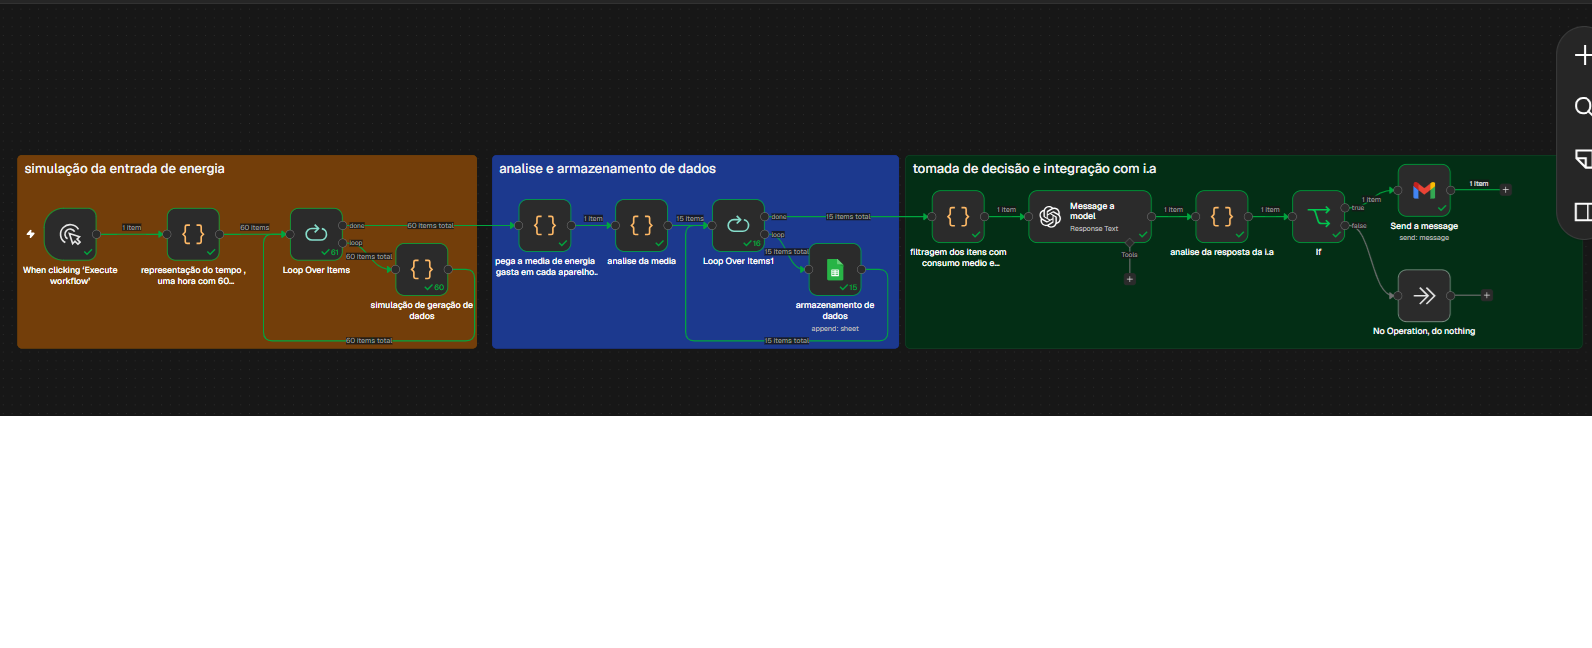 simulação da entrada de energia
When clicking 'Execute
workflow'
1 item
representação do tempo ,
uma hora com 60...
60 items
Loop Over Items
61
done
loop
60 items total
60 items total
simulação de geração de
dados
60
60 items total
analise e armazenamento de dados
pega a media de energia
gasta em cada aparelho..
1 item
analise da media
15 items
Loop Over Items1
16
done
loop
15 items total
15 items total
armazenamento de
dados
append: sheet
15
15 items total
tomada de decisão e integração com i.a
filtragem dos itens com
consumo medio e...
1 item
Message a
model
Response Text
Tools
1 item
analise da resposta da i.a
1 item
If
true
false
1 item
Send a message
send: message
1 item
No Operation, do nothing